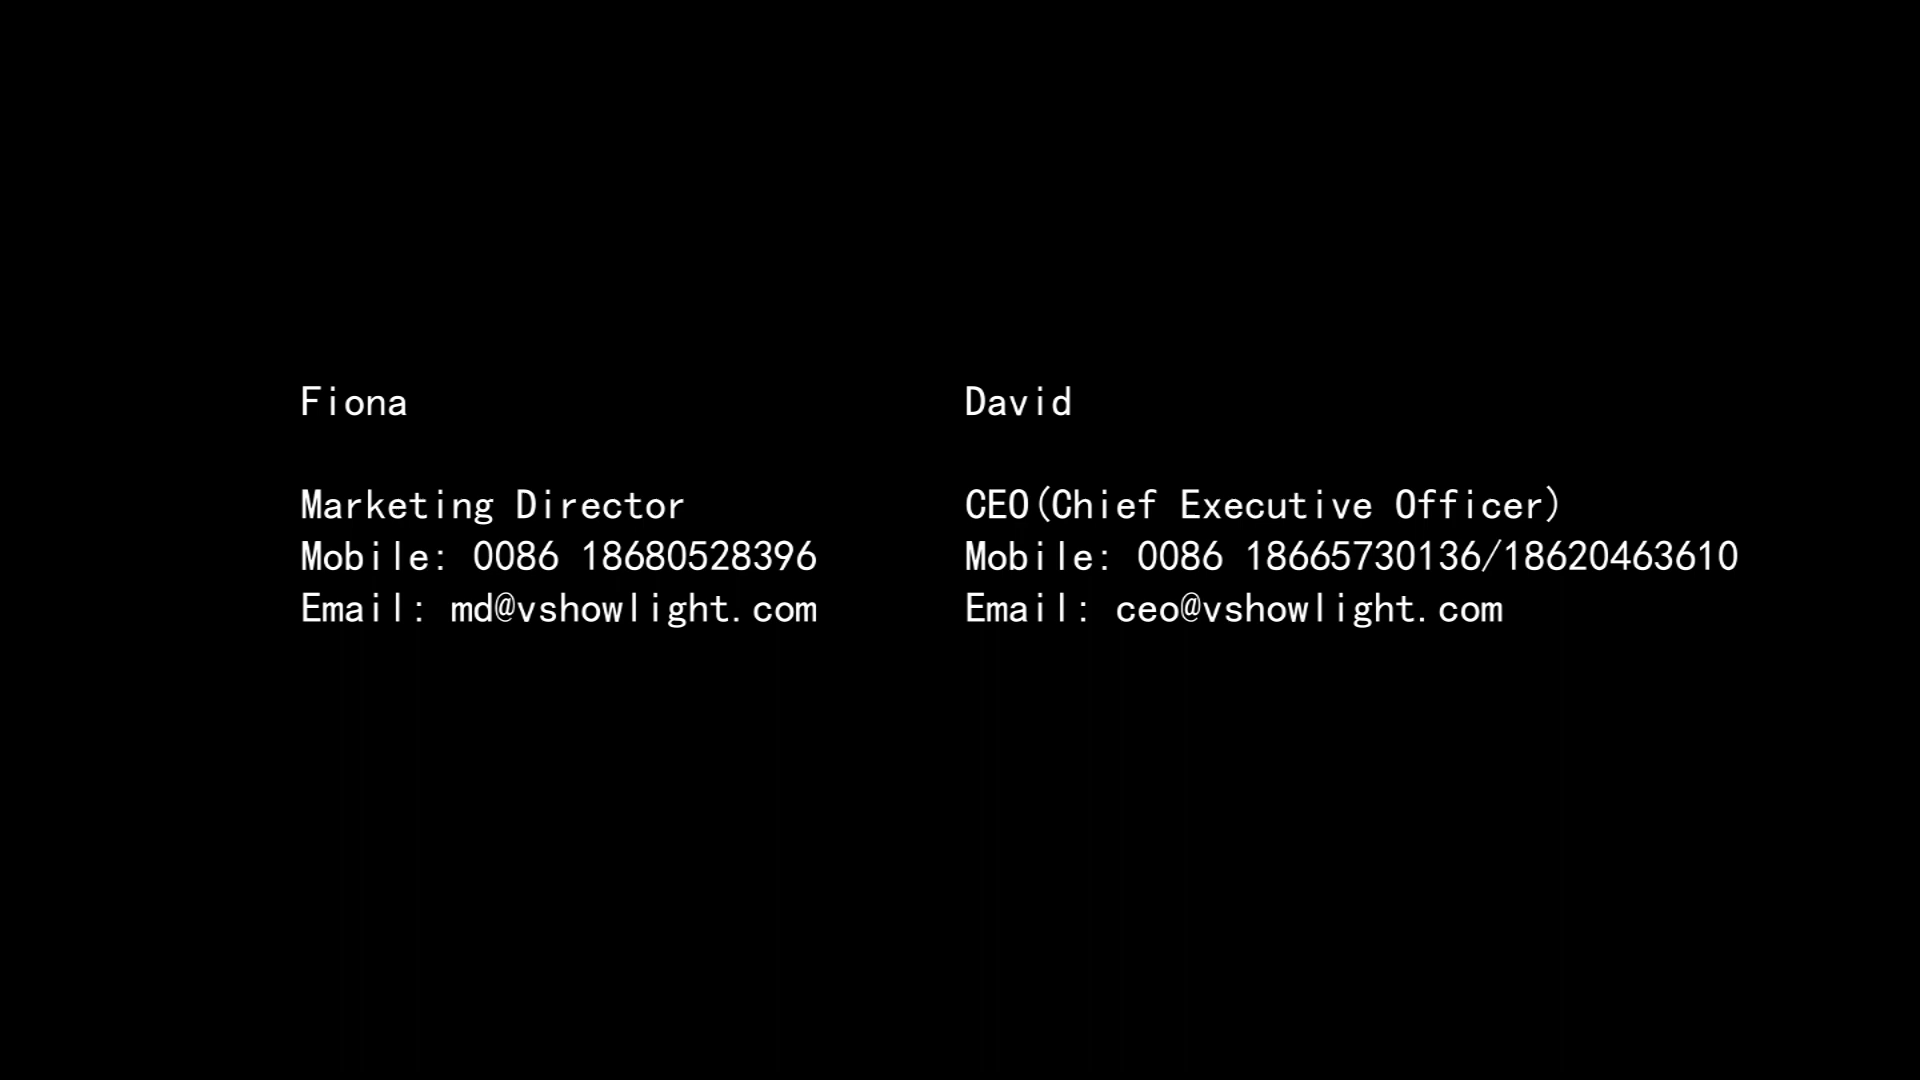 Fiona
Marketing Director
Mobile: 0086 18680528396
Email: md@vshowlight.com
David
CEO(Chief Executive Officer)
Mobile: 0086 18665730136/18620463610
Email: ceo@vshowlight.com